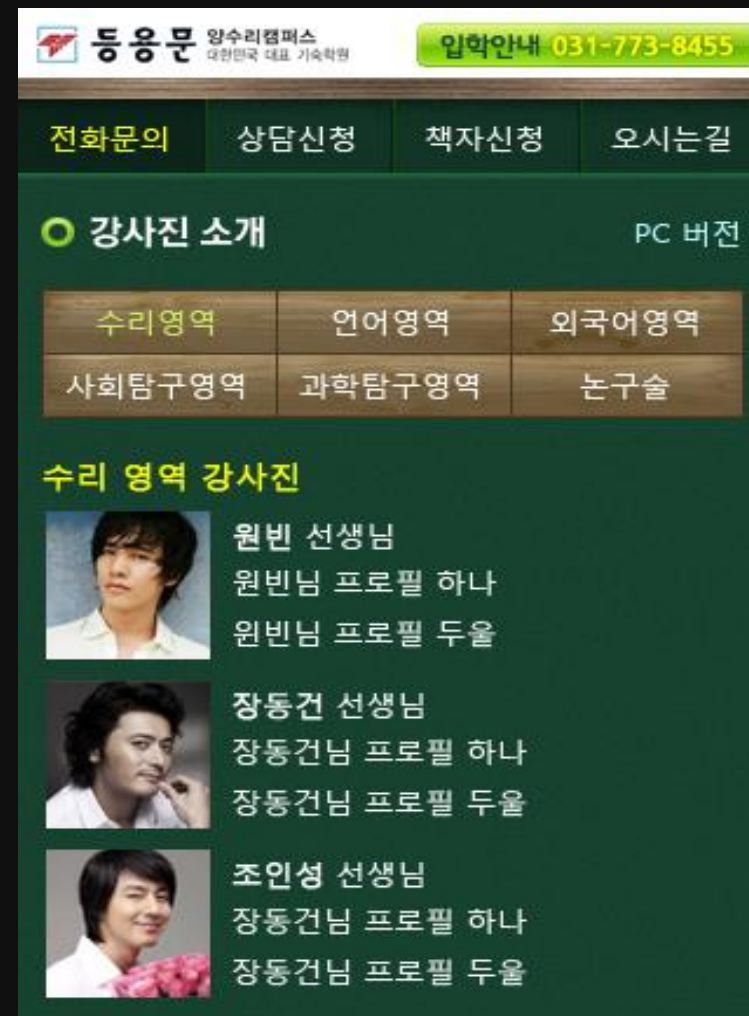 등용문 양수리캠퍼스
대한민국 대표 기숙학원
입학안내 031-773-8455
전화문의 상담신청 책자신청 오시는길
강사진 소개 PC 버전
수리영역 언어영역 외국어영역
사회탐구영역 과학탐구영역 논구술
수리 영역 강사진
원빈 선생님
원빈님 프로필 하나
윈빈님 프로필 두울
장동건 선생님
장동건님 프로필 하나
장동건님 프로필 두울
조인성 선생님
장동건님 프로필 하나
장동건님 프로필 두울